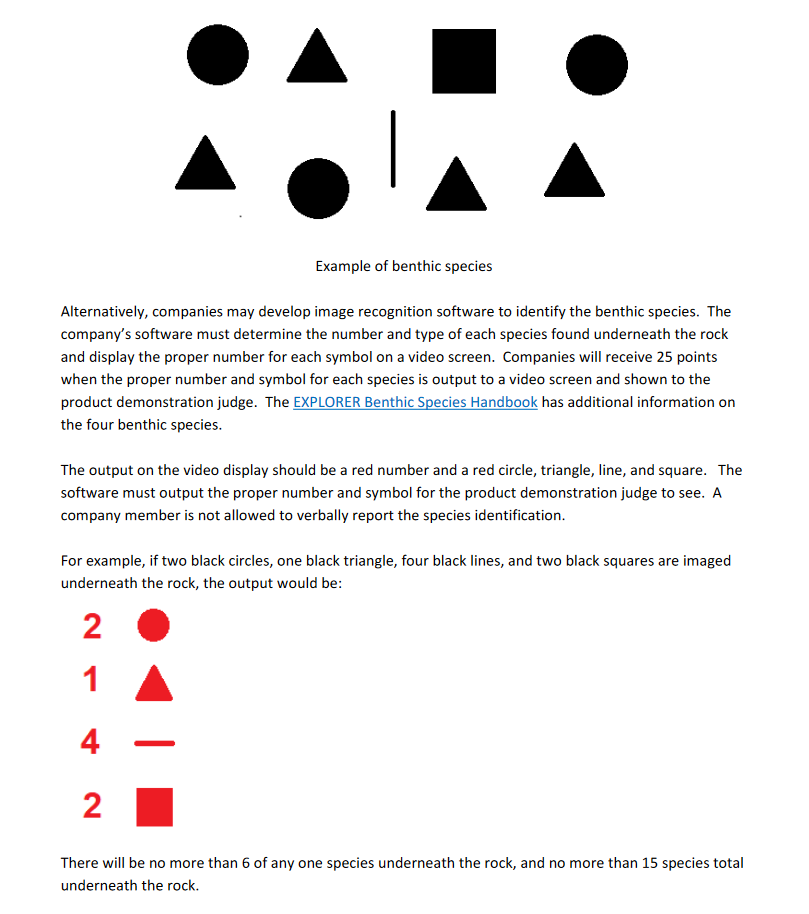 Example of benthic species
Alternatively, companies may develop image recognition software to identify the benthic species.  The
company's software must determine the number and type of each species found underneath the rock
and display the proper number for each symbol on a video screen.  Companies will receive 25 points
when the proper number and symbol for each species is output to a video screen and shown to the
product demonstration judge.  The EXPLORER Benthic Species Handbook has additional information on
the four benthic species.
The output on the video display should be a red number and a red circle, triangle, line, and square.   The
software must output the proper number and symbol for the product demonstration judge to see.  A
company member is not allowed to verbally report the species identification.
For example, if two black circles, one black triangle, four black lines, and two black squares are imaged
underneath the rock, the output would be:
2
1
4
2
There will be no more than 6 of any one species underneath the rock, and no more than 15 species total
underneath the rock.